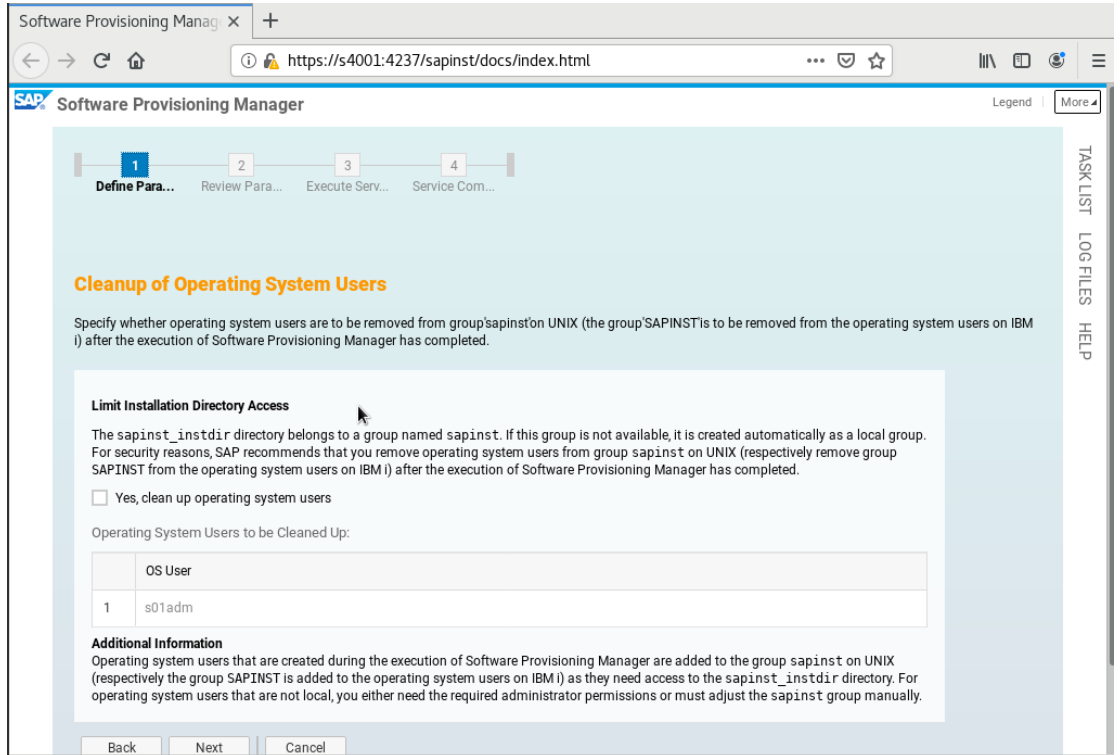 Software Provisioning Manag
https://s4001:4237/sapinst/docs/index.html
SAP Software Provisioning Manager
Legend
More
1
2
3
4
Define Para...
Review Para...
Execute Serv...
Service Com...
TASK LIST
LOG FILES
HELP
Cleanup of Operating System Users
Specify whether operating system users are to be removed from group'sapinst'on UNIX (the group'SAPINST'is to be removed from the operating system users on IBM
i) after the execution of Software Provisioning Manager has completed.
Limit Installation Directory Access
The sapinst_instdir directory belongs to a group named sapinst. If this group is not available, it is created automatically as a local group.
For security reasons, SAP recommends that you remove operating system users from group sapinst on UNIX (respectively remove group
SAPINST from the operating system users on IBM i) after the execution of Software Provisioning Manager has completed.
Yes, clean up operating system users
Operating System Users to be Cleaned Up:
OS User
1 s01adm
Additional Information
Operating system users that are created during the execution of Software Provisioning Manager are added to the group sapinst on UNIX
(respectively the group SAPINST is added to the operating system users on IBM i) as they need access to the sapinst_instdir directory. For
operating system users that are not local, you either need the required administrator permissions or must adjust the sapinst group manually.
Back
Next
Cancel